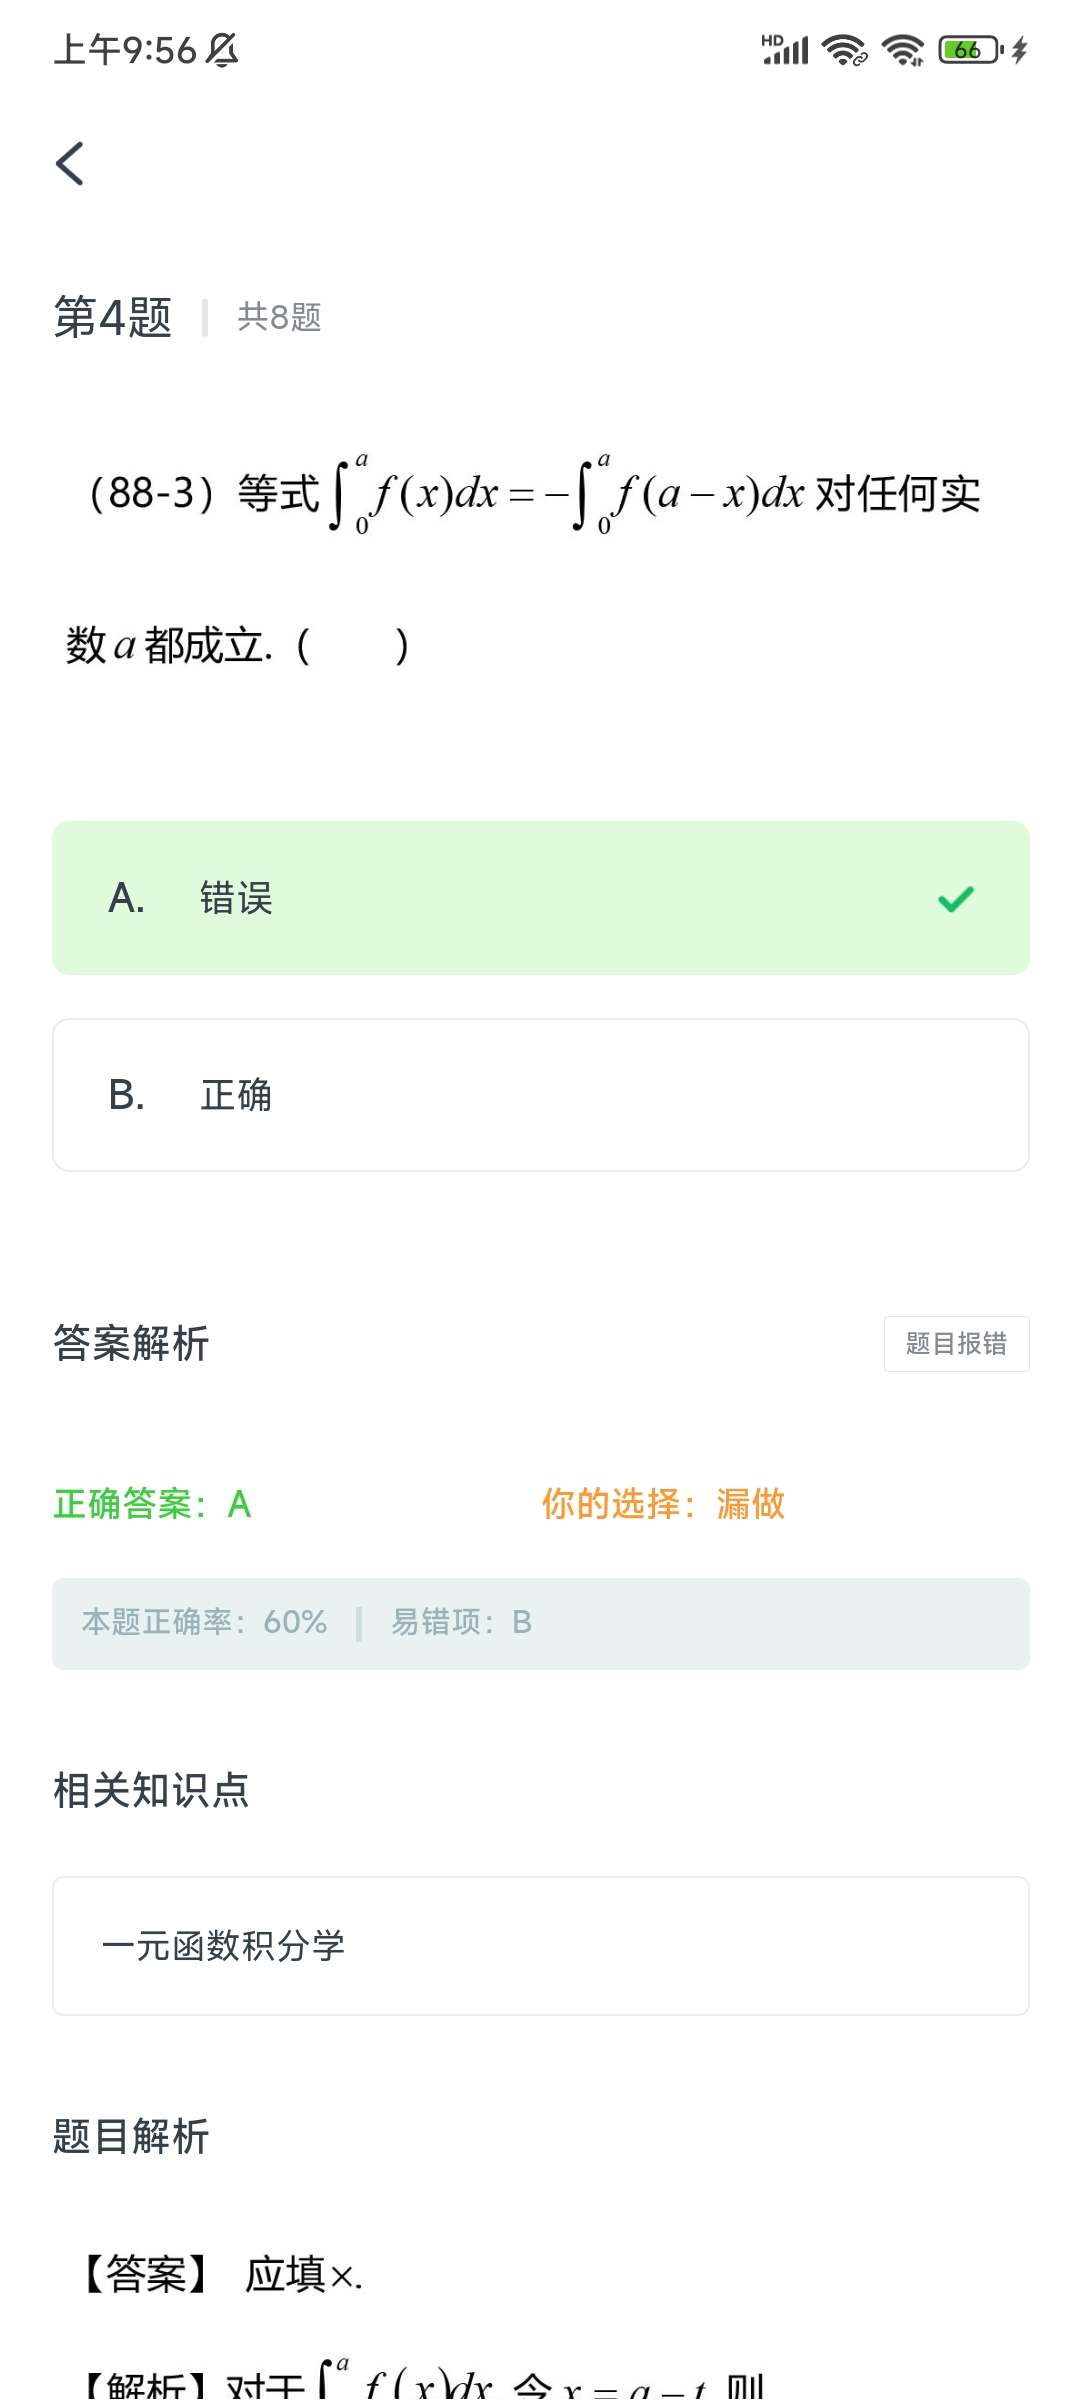 上午9:56
HD
66
第4题 | 共8题
（88-3）等式∫₀ᵃ f(x)dx = −∫₀ᵃ f(a − x)dx 对任何实
数 a 都成立.（ ）
A. 错误
B. 正确
答案解析
题目报错
正确答案：A
你的选择：漏做
本题正确率：60% | 易错项：B
相关知识点
一元函数积分学
题目解析
【答案】 应填×.
【解析】对于∫ᵃ f(x)dx 令 x = a − t 则